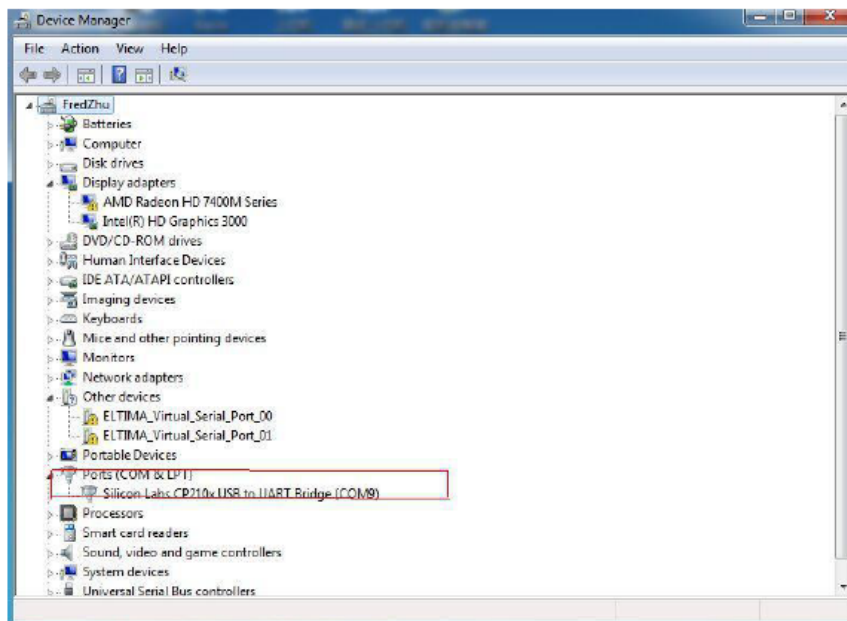 Device Manager
File Action View Help
FredZhu
Batteries
Computer
Disk drives
Display adapters
AMD Radeon HD 7400M Series
Intel(R) HD Graphics 3000
DVD/CD-ROM drives
Human Interface Devices
IDE ATA/ATAPI controllers
Imaging devices
Keyboards
Mice and other pointing devices
Monitors
Network adapters
Other devices
ELTIMA_Virtual_Serial_Port_00
ELTIMA_Virtual_Serial_Port_01
Portable Devices
Ports (COM & LPT)
Silicon Labs CP210x USB to UART Bridge (COM9)
Processors
Smart card readers
Sound, video and game controllers
System devices
Universal Serial Bus controllers